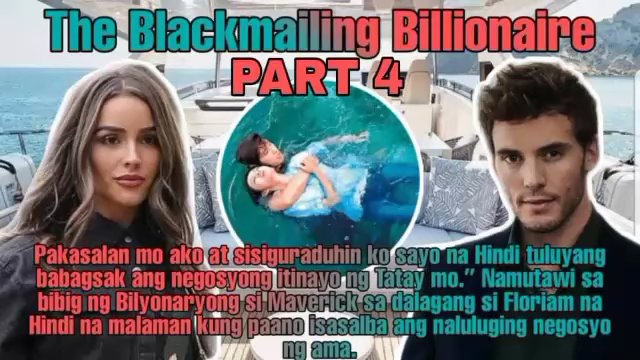 The Blackmailing Billionaire
PART 4
Pakasalan mo ako at sisiguraduhin ko sayo na Hindi tuluyang
babagsak ang negosyong itinayo ng Tatay mo.” Namutawi sa
bibig ng Bilyonaryong si Maverick sa dalagang si Floriam na
Hindi na malaman kung paano isasalba ang naluluging negosyo
ng ama.